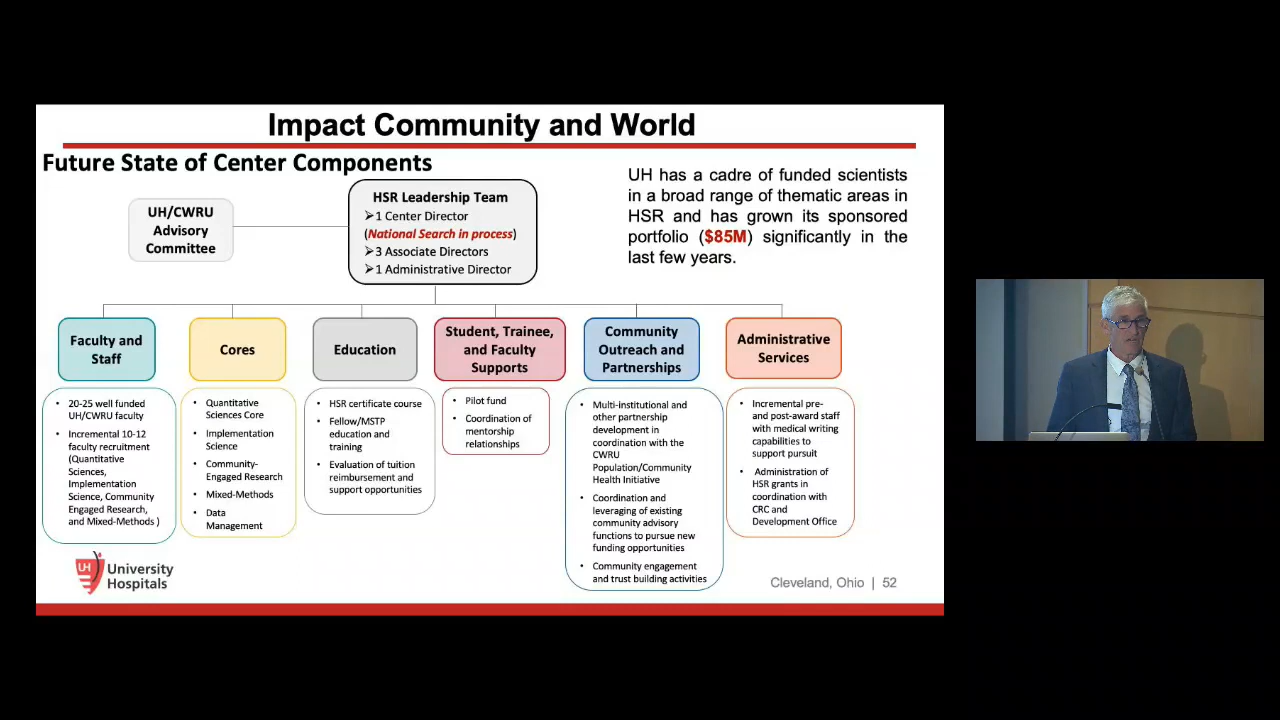 Impact Community and World
Future State of Center Components
UH has a cadre of funded scientists
in a broad range of thematic areas in
HSR and has grown its sponsored
portfolio ($85M) significantly in the
last few years.
UH/CWRU
Advisory
Committee
HSR Leadership Team
➢1 Center Director
(National Search in process)
➢3 Associate Directors
➢1 Administrative Director
Faculty and
Staff
• 20-25 well funded
UH/CWRU faculty
• Incremental 10-12
faculty recruitment
(Quantitative
Sciences,
Implementation
Science, Community
Engaged Research,
and Mixed-Methods )
Cores
• Quantitative
Sciences Core
• Implementation
Science
• Community-
Engaged Research
• Mixed-Methods
• Data
Management
Education
• HSR certificate course
• Fellow/MSTP
education and
training
• Evaluation of tuition
reimbursement and
support opportunities
Student, Trainee,
and Faculty
Supports
• Pilot fund
• Coordination of
mentorship
relationships
Community
Outreach and
Partnerships
• Multi-institutional and
other partnership
development in
coordination with the
CWRU
Population/Community
Health Initiative
• Coordination and
leveraging of existing
community advisory
functions to pursue new
funding opportunities
• Community engagement
and trust building activities
Administrative
Services
• Incremental pre-
and post-award staff
with medical writing
capabilities to
support pursuit
• Administration of
HSR grants in
coordination with
CRC and
Development Office
UH
University
Hospitals
Cleveland, Ohio | 52